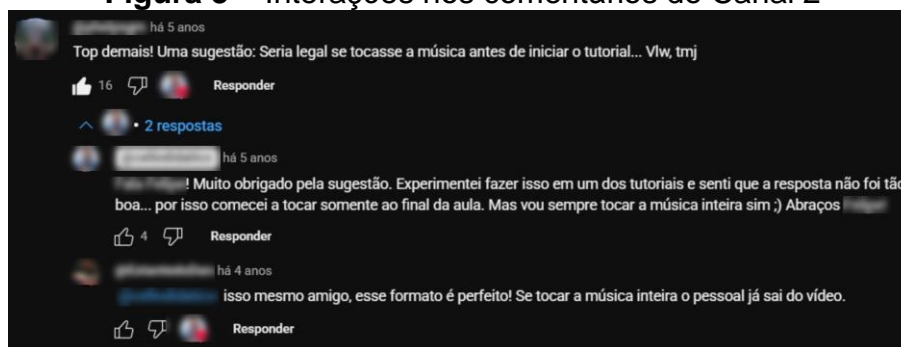 Interações nos comentários do Canal 2
há 5 anos
Top demais! Uma sugestão: Seria legal se tocasse a música antes de iniciar o tutorial... Vlw, tmj
16 Responder
2 respostas
há 5 anos
! Muito obrigado pela sugestão. Experimentei fazer isso em um dos tutoriais e senti que a resposta não foi tão
boa... por isso comecei a tocar somente ao final da aula. Mas vou sempre tocar a música inteira sim ;) Abraços
4 Responder
há 4 anos
isso mesmo amigo, esse formato é perfeito! Se tocar a música inteira o pessoal já sai do vídeo.
Responder